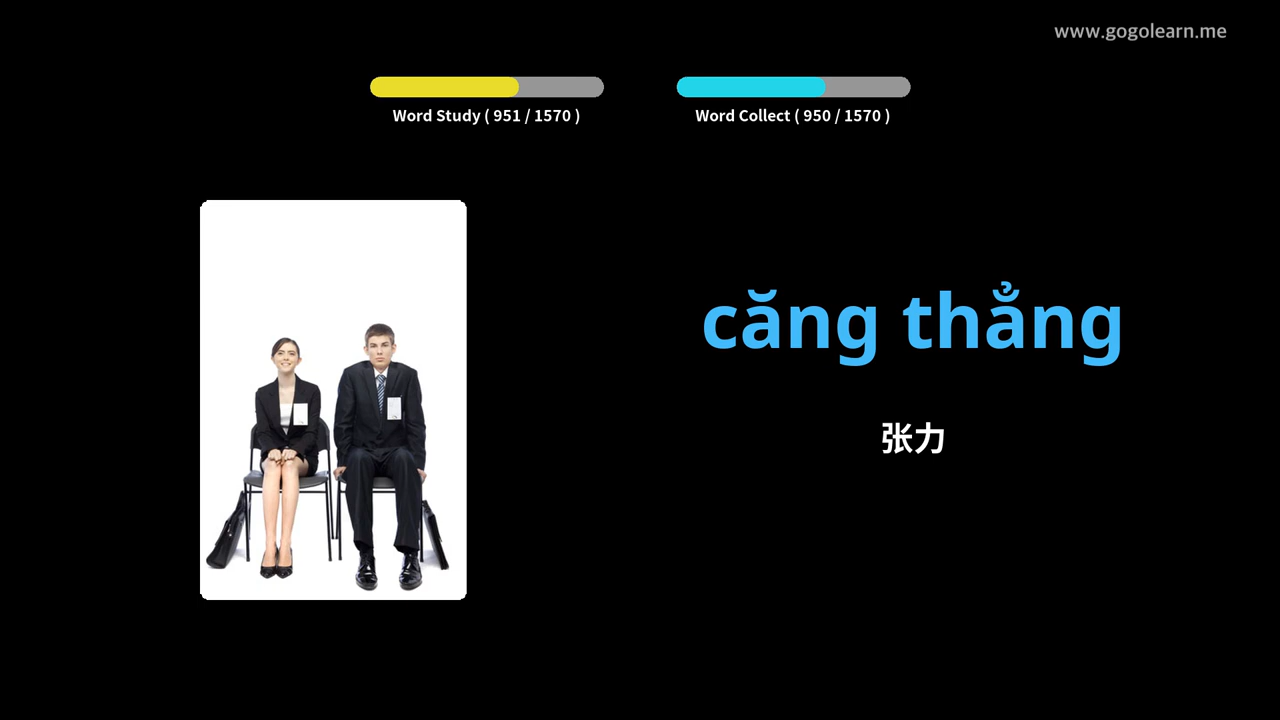 www.gogolearn.me
Word Study ( 951 / 1570 )
Word Collect ( 950 / 1570 )
căng thẳng
张力